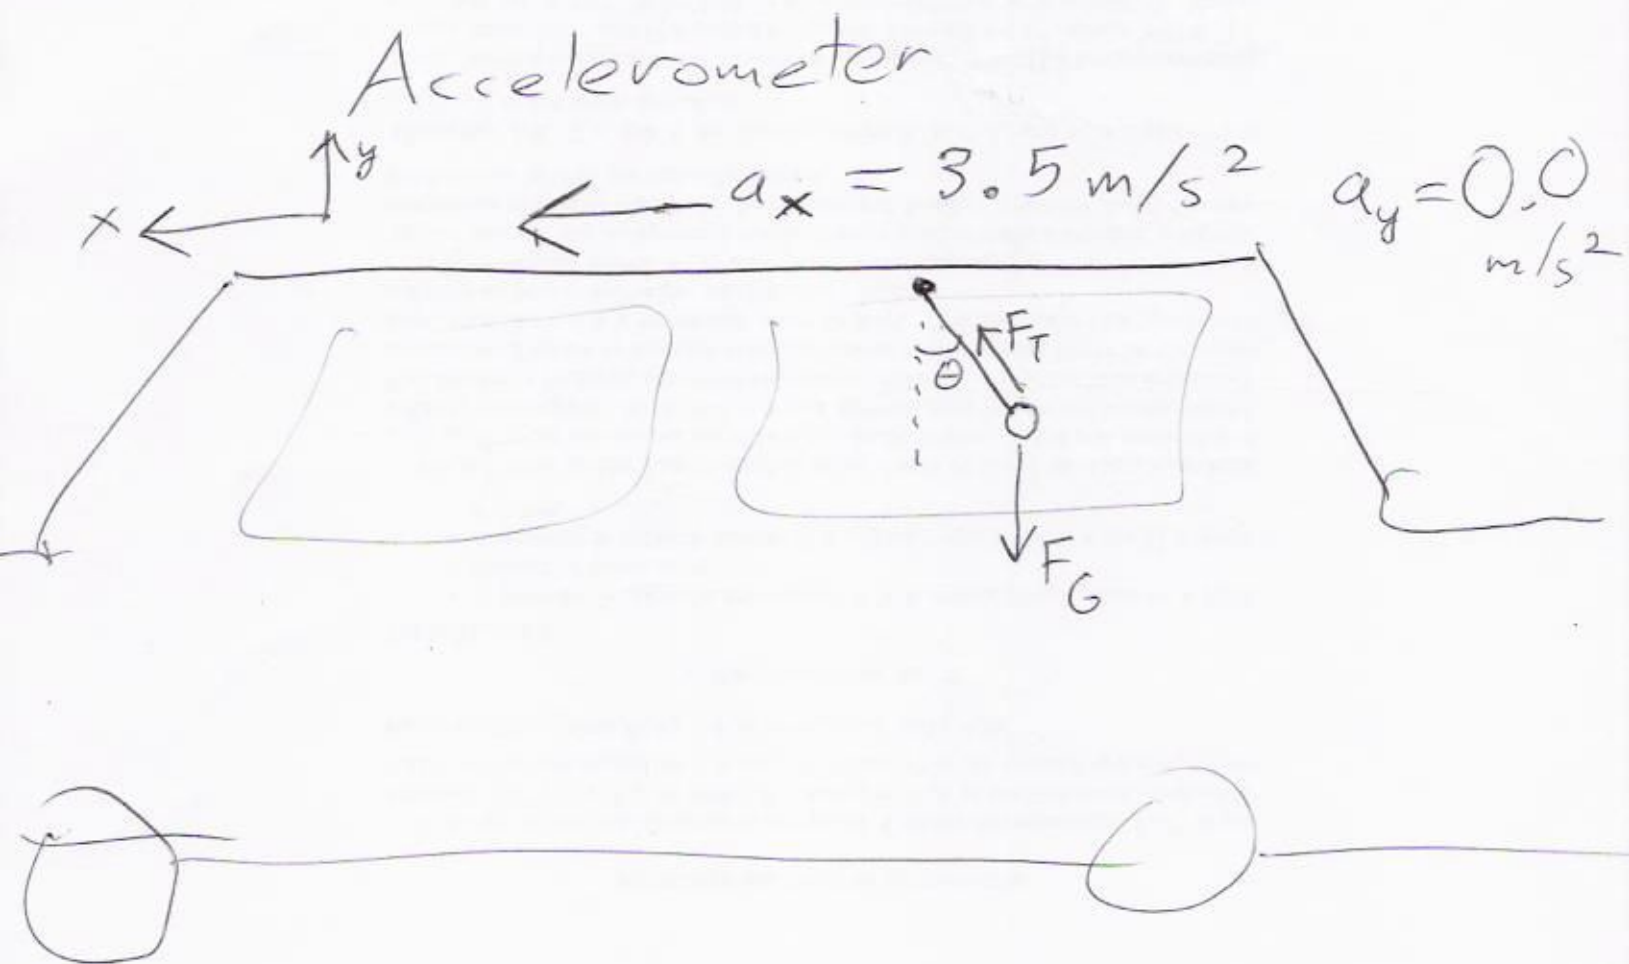 Accelerometer
y
x
a_x = 3.5 m/s² a_y = 0.0 m/s²
F_T
θ
F_G